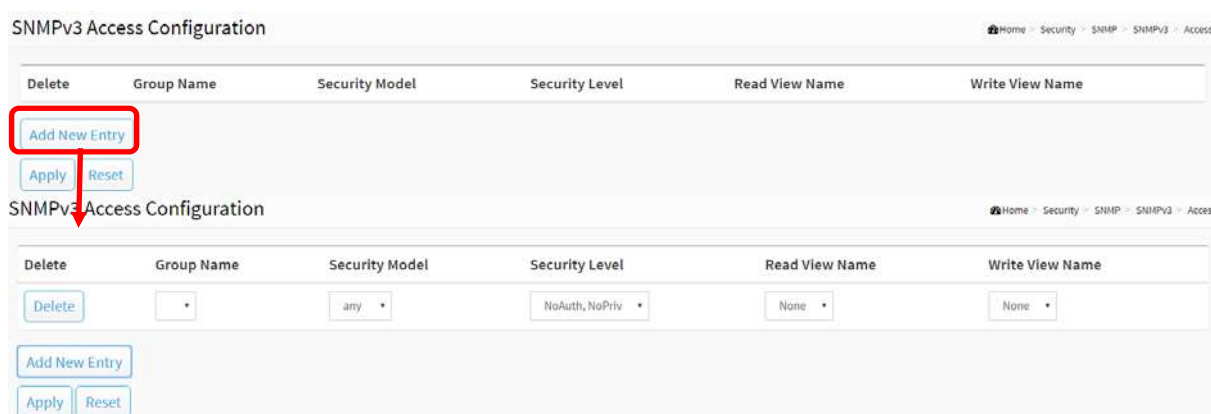 SNMPv3 Access Configuration
Home > Security > SNMP > SNMPv3 > Access
Delete Group Name Security Model Security Level Read View Name Write View Name
Add New Entry
Apply Reset
SNMPv3 Access Configuration
Home > Security > SNMP > SNMPv3 > Acces
Delete Group Name Security Model Security Level Read View Name Write View Name
Delete any NoAuth, NoPriv None None
Add New Entry
Apply Reset